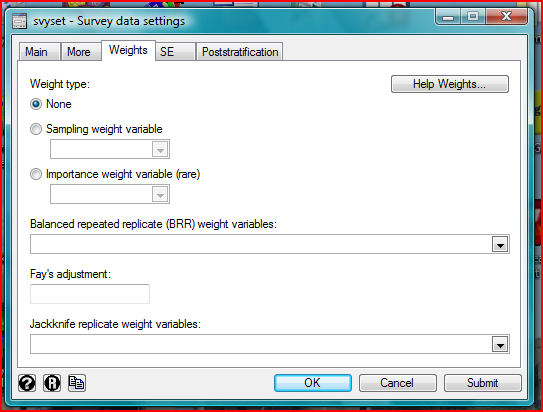 svyset - Survey data settings
Main More Weights SE Poststratification
Weight type:
Help Weights...
None
Sampling weight variable
Importance weight variable (rare)
Balanced repeated replicate (BRR) weight variables:
Fay's adjustment:
Jackknife replicate weight variables:
? R OK Cancel Submit